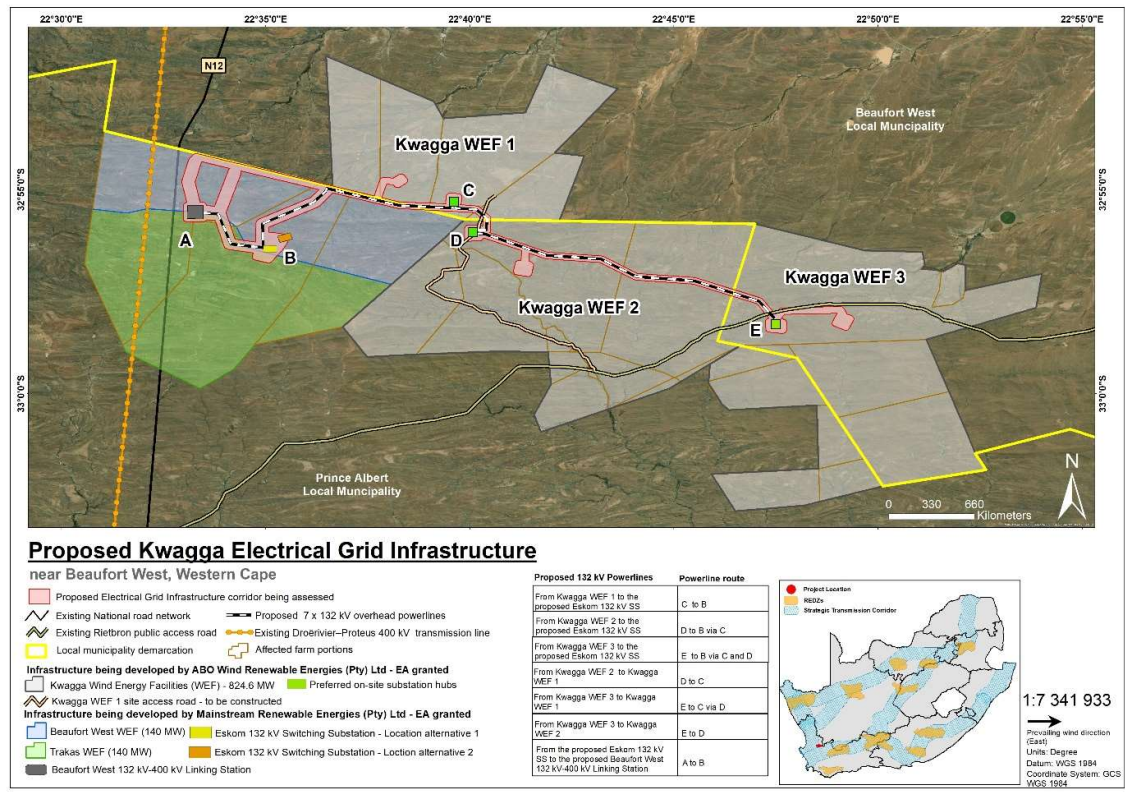 22°30'0"E
22°35'0"E
22°40'0"E
22°45'0"E
22°50'0"E
22°55'0"E
N12
Beaufort West
Local Muncipality
Kwagga WEF 1
32°55'0"S
32°55'0"S
C
A
D
B
Kwagga WEF 3
Kwagga WEF 2
E
33°0'0"S
33°0'0"S
Prince Albert
Local Muncipality
N
0 330 660
Kilometers
Proposed Kwagga Electrical Grid Infrastructure
near Beaufort West, Western Cape
Proposed Electrical Grid Infrastructure corridor being assessed
Existing National road network
Proposed 7 x 132 kV overhead powerlines
Existing Rietbron public access road
Existing Droërivier–Proteus 400 kV transmission line
Local municipality demarcation
Affected farm portions
Infrastructure being developed by ABO Wind Renewable Energies (Pty) Ltd - EA granted
Kwagga Wind Energy Facilities (WEF) - 824.6 MW
Preferred on-site substation hubs
Kwagga WEF 1 site access road - to be constructed
Infrastructure being developed by Mainstream Renewable Energies (Pty) Ltd - EA granted
Beaufort West WEF (140 MW)
Eskom 132 kV Switching Substation - Location alternative 1
Trakas WEF (140 MW)
Eskom 132 kV Switching Substation - Loction alternative 2
Beaufort West 132 kV-400 kV Linking Station
Proposed 132 kV Powerlines
Powerline route
From Kwagga WEF 1 to the
proposed Eskom 132 kV SS
C to B
From Kwagga WEF 2 to the
proposed Eskom 132 kV SS
D to B via C
From Kwagga WEF 3 to the
proposed Eskom 132 kV SS
E to B via C and D
From Kwagga WEF 2 to Kwagga
WEF 1
D to C
From Kwagga WEF 3 to Kwagga
WEF 1
E to C via D
From Kwagga WEF 3 to Kwagga
WEF 2
E to D
From the proposed Eskom 132 kV
SS to the proposed Beaufort West
132 kV-400 kV Linking Station
A to B
Project Location
REDZs
Strategic Transmission Corridor
1:7 341 933
Prevailing wind direction
(East)
Units: Degree
Datum: WGS 1984
Coordinate System: GCS
WGS 1984